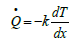 Q̇ = -k dT/dx